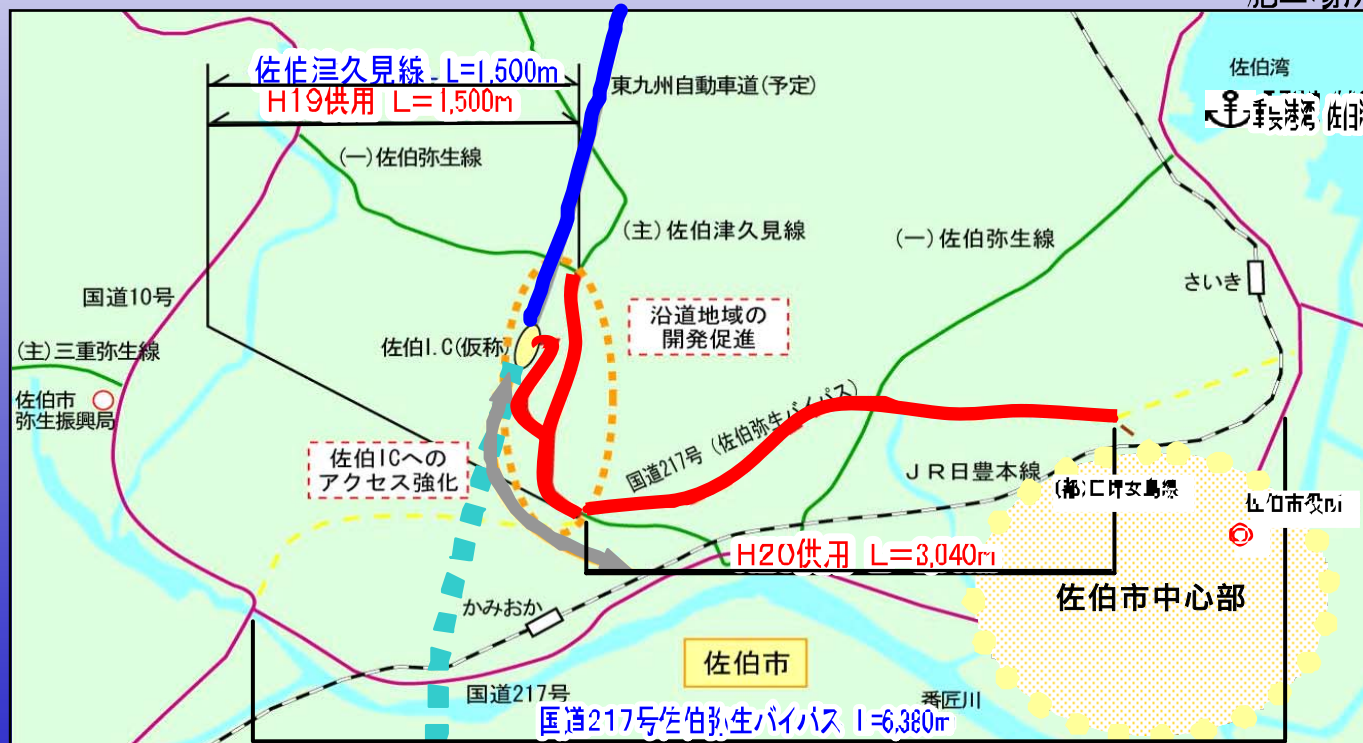 佐伯津久見線 L=1,500m
H19供用 L=1,500m
東九州自動車道(予定)
佐伯湾
(一)佐伯弥生線
(主)佐伯津久見線
(一)佐伯弥生線
さいき
国道10号
沿道地域の
開発促進
佐伯I.C(仮称)
(主)三重弥生線
佐伯市
弥生振興局
佐伯ICへの
アクセス強化
国道217号(佐伯弥生バイパス)
JR日豊本線
佐伯市役所
H20供用 L=3,040m
佐伯市中心部
かみおか
佐伯市
国道217号
番匠川
国道217号佐伯弥生バイパス l=6,380m